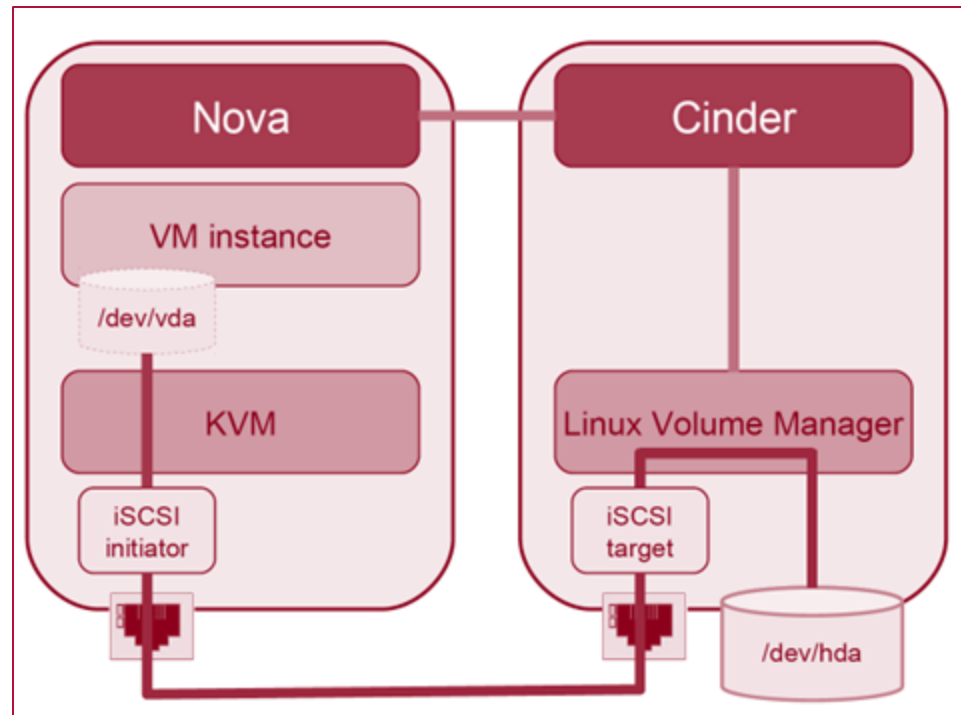 Nova
VM instance
/dev/vda
KVM
iSCSI
initiator
Cinder
Linux Volume Manager
iSCSI
target
/dev/hda